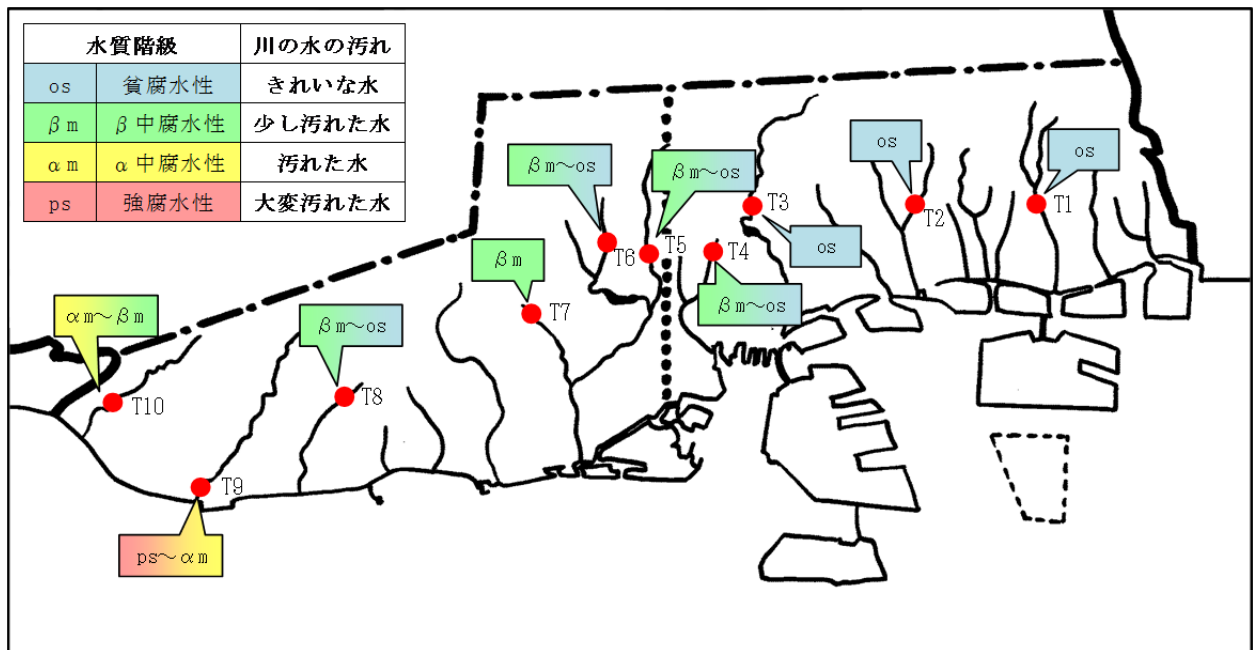 水質階級 川の水の汚れ
os 貧腐水性 きれいな水
βm β中腐水性 少し汚れた水
αm α中腐水性 汚れた水
ps 強腐水性 大変汚れた水
os
os
βm～os
βm～os
T3
T2
T1
os
T6
T5
T4
βm
βm～os
αm～βm
βm～os
T7
T10
T8
T9
ps～αm